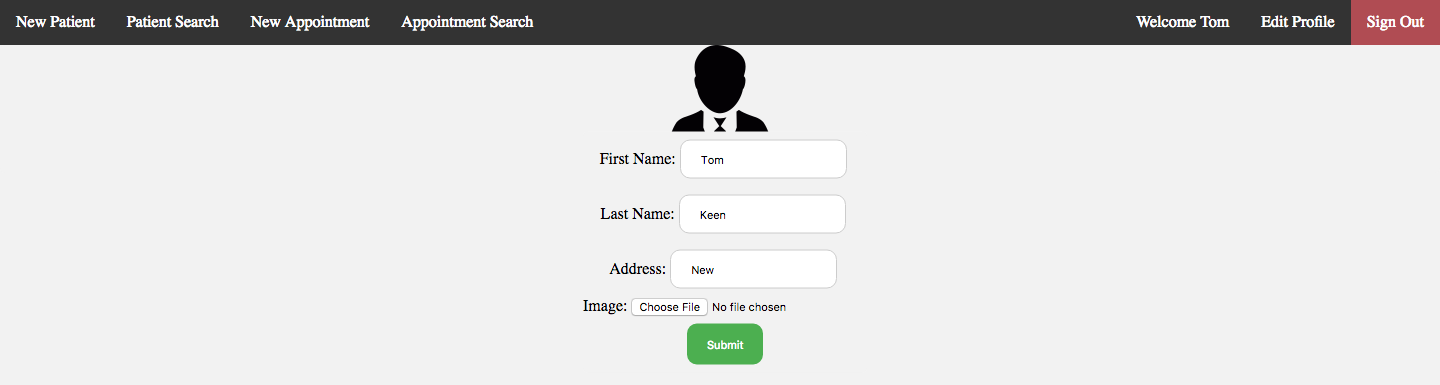 New Patient Patient Search New Appointment Appointment Search Welcome Tom Edit Profile Sign Out
First Name: Tom
Last Name: Keen
Address: New
Image: Choose File No file chosen
Submit